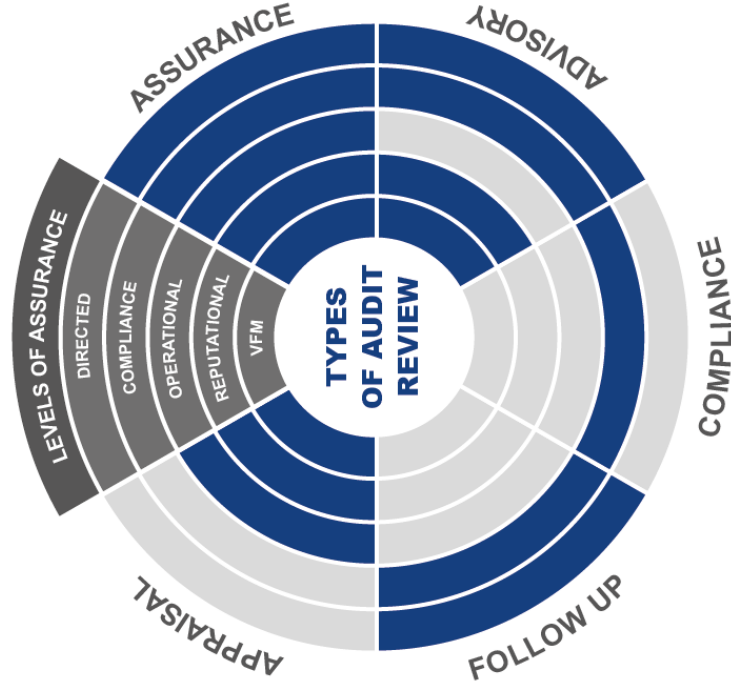 ASSURANCE
ADVISORY
COMPLIANCE
FOLLOW UP
APPRAISAL
LEVELS OF ASSURANCE
DIRECTED
COMPLIANCE
OPERATIONAL
REPUTATIONAL
VFM
TYPES
OF AUDIT
REVIEW